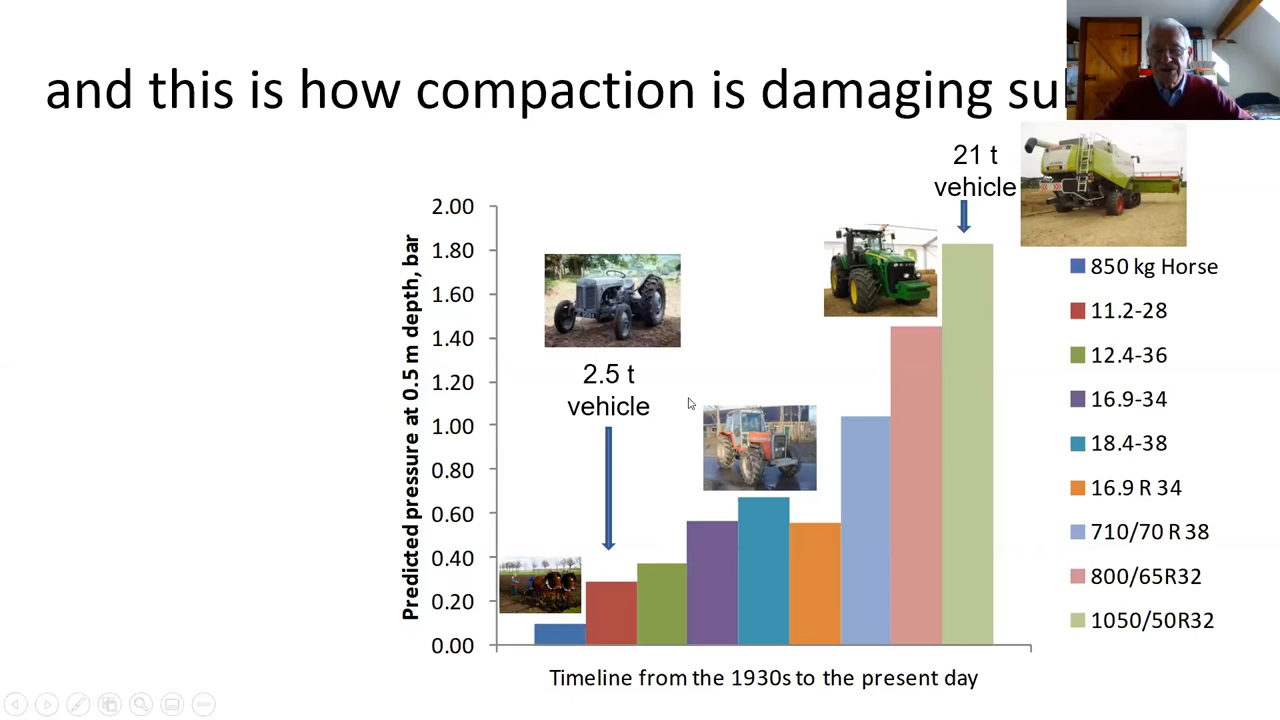 and this is how compaction is damaging
21 t
vehicle
2.5 t
vehicle
Predicted pressure at 0.5 m depth, bar
2.00
1.80
1.60
1.40
1.20
1.00
0.80
0.60
0.40
0.20
0.00
850 kg Horse
11.2-28
12.4-36
16.9-34
18.4-38
16.9 R 34
710/70 R 38
800/65R32
1050/50R32
Timeline from the 1930s to the present day